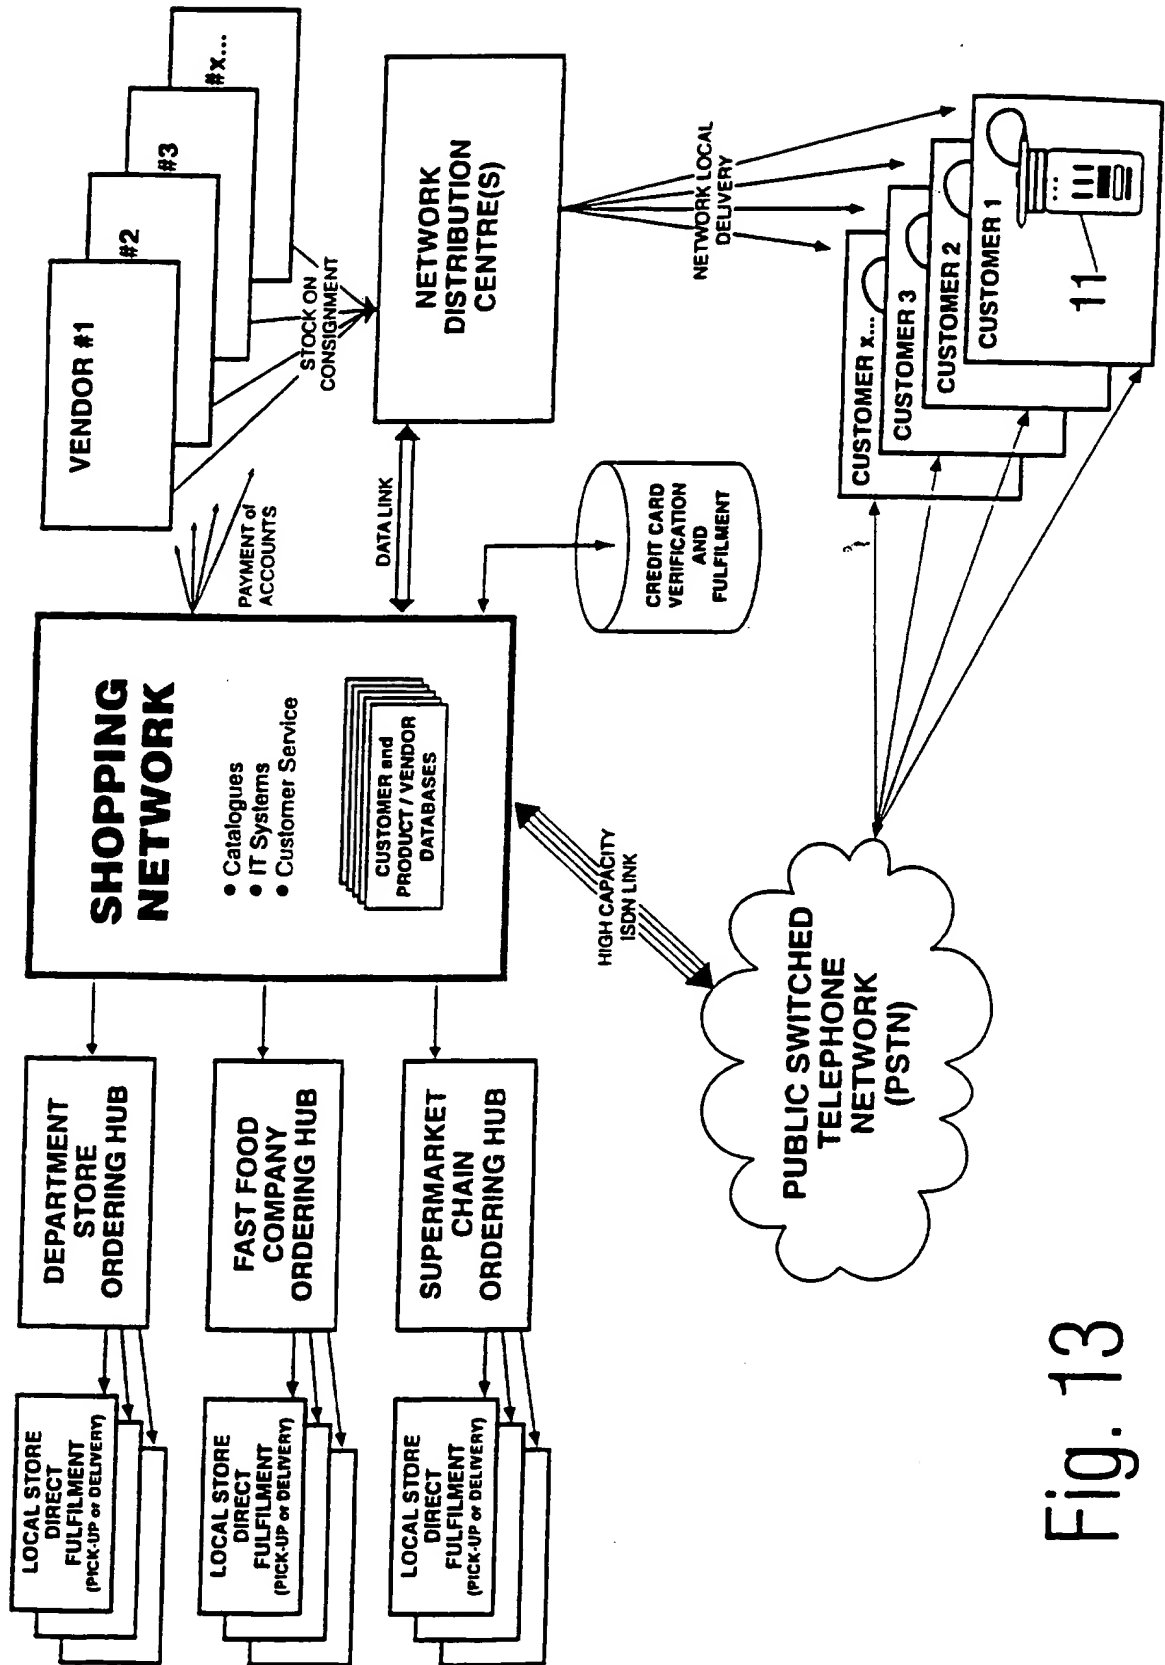 LOCAL STORE
DIRECT
FULFILMENT
(PICK-UP or DELIVERY)
DEPARTMENT
STORE
ORDERING HUB
SHOPPING
NETWORK
• Catalogues
• IT Systems
• Customer Service
CUSTOMER and
PRODUCT / VENDOR
DATABASES
PAYMENT of
ACCOUNTS
VENDOR #1
#2
#3
#x...
STOCK ON
CONSIGNMENT
LOCAL STORE
DIRECT
FULFILMENT
(PICK-UP or DELIVERY)
FAST FOOD
COMPANY
ORDERING HUB
DATA LINK
NETWORK
DISTRIBUTION
CENTRE(S)
LOCAL STORE
DIRECT
FULFILMENT
(PICK-UP or DELIVERY)
SUPERMARKET
CHAIN
ORDERING HUB
HIGH CAPACITY
ISDN LINK
CREDIT CARD
VERIFICATION
AND
FULFILMENT
NETWORK LOCAL
DELIVERY
PUBLIC SWITCHED
TELEPHONE
NETWORK
(PSTN)
CUSTOMER x...
CUSTOMER 3
CUSTOMER 2
CUSTOMER 1
11
Fig. 13